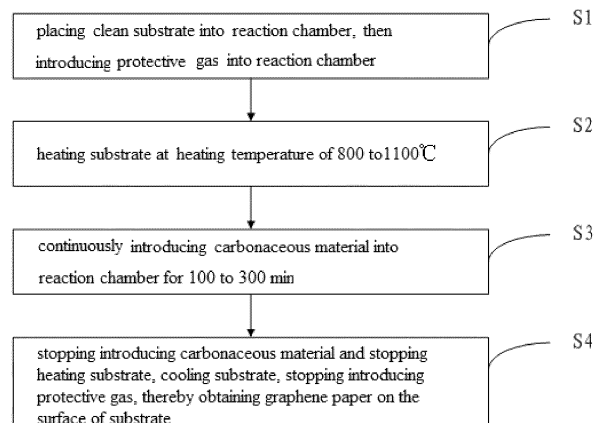 placing clean substrate into reaction chamber, then
introducing protective gas into reaction chamber
S1
heating substrate at heating temperature of 800 to1100℃
S2
continuously introducing carbonaceous material into
reaction chamber for 100 to 300 min
S3
stopping introducing carbonaceous material and stopping
heating substrate, cooling substrate, stopping introducing
protective gas, thereby obtaining graphene paper on the
surface of substrate
S4